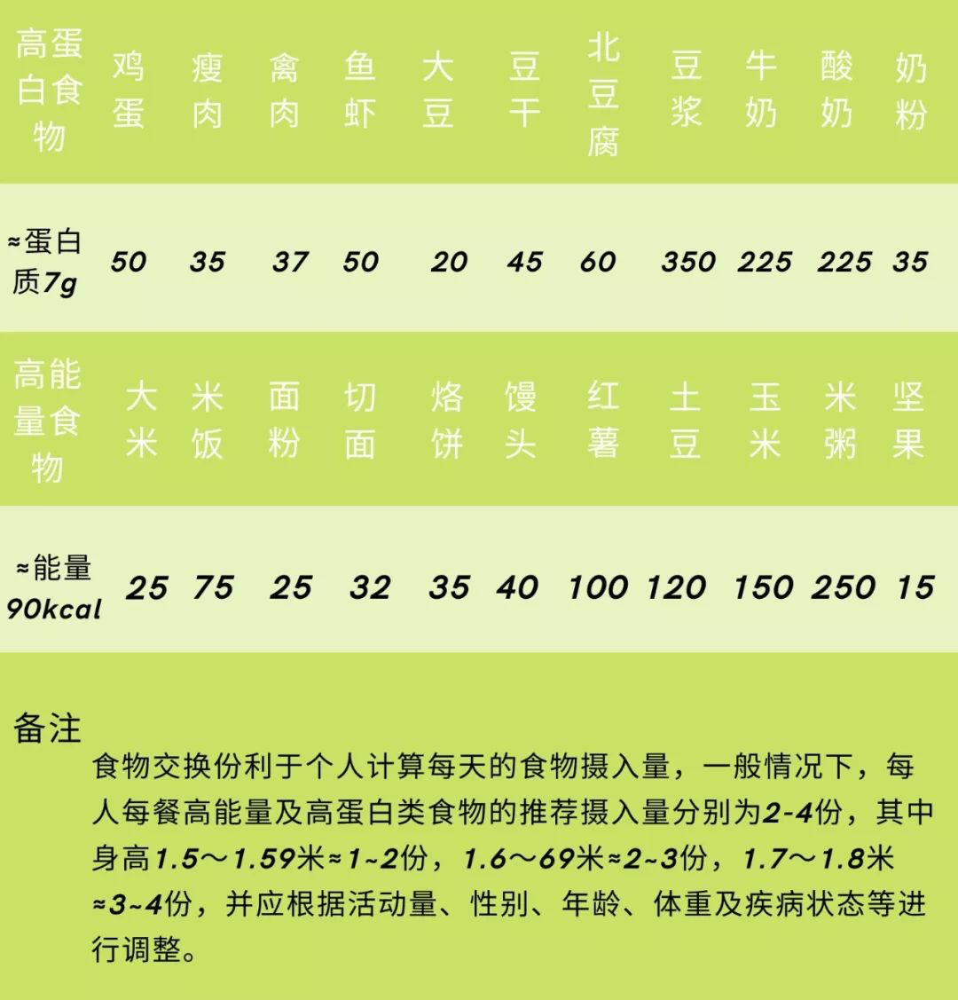 高蛋白食物 鸡蛋 瘦肉 禽肉 鱼虾 大豆 豆干 北豆腐 豆浆 牛奶 酸奶 奶粉
≈蛋白质7g 50 35 37 50 20 45 60 350 225 225 35
高能量食物 大米 米饭 面粉 切面 烙饼 馒头 红薯 土豆 玉米 米粥 坚果
≈能量90kcal 25 75 25 32 35 40 100 120 150 250 15
备注
食物交换份利于个人计算每天的食物摄入量，一般情况下，每
人每餐高能量及高蛋白类食物的推荐摄入量分别为2-4份，其中
身高1.5～1.59米≈1~2份，1.6～69米≈2~3份，1.7～1.8米
≈3~4份，并应根据活动量、性别、年龄、体重及疾病状态等进
行调整。